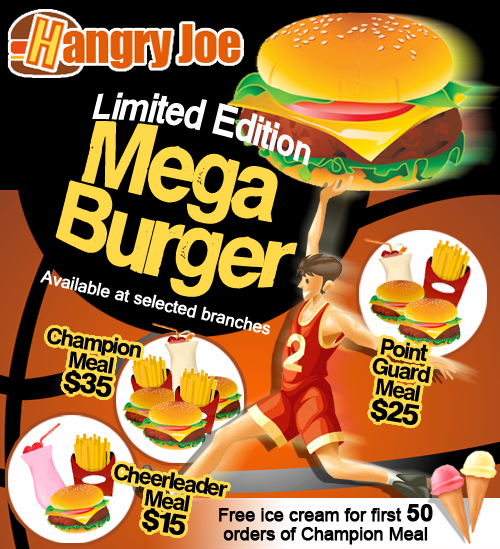 Hangry Joe
Limited Edition
Mega
Burger
Available at selected branches
2
Champion
Meal
$35
Point
Guard
Meal
$25
Cheerleader
Meal
$15
Free ice cream for first 50
orders of Champion Meal